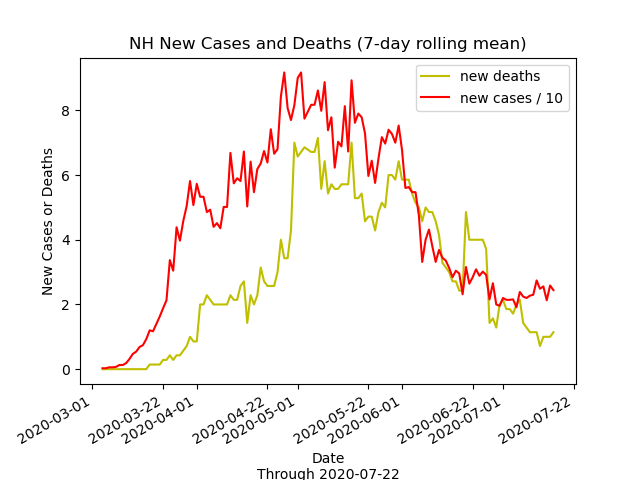 NH New Cases and Deaths (7-day rolling mean)
new deaths
new cases / 10
New Cases or Deaths
8
6
4
2
0
2020-03-01
2020-03-22
2020-04-01
2020-04-22
2020-05-01
2020-05-22
2020-06-01
2020-06-22
2020-07-01
2020-07-22
Date
Through 2020-07-22